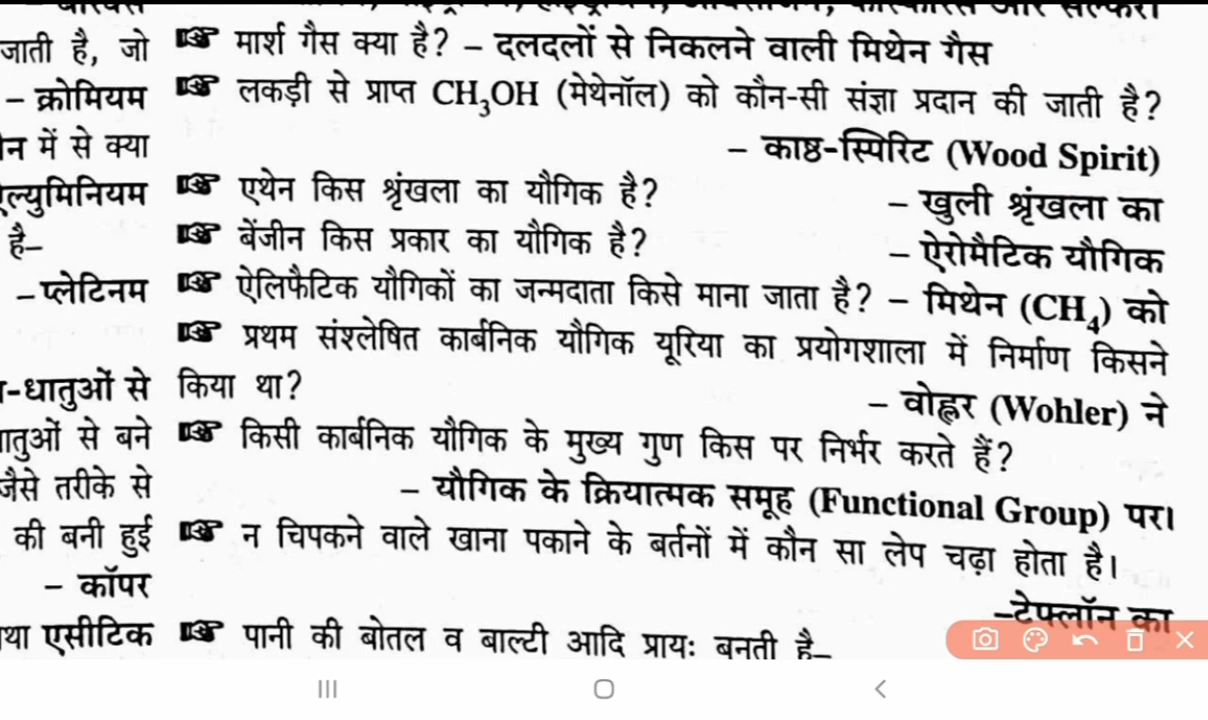 जाती है, जो
– क्रोमियम
न में से क्या
ल्युमिनियम
है–
– प्लेटिनम
-धातुओं से
तुओं से बने
जैसे तरीके से
की बनी हुई
– कॉपर
था एसीटिक
मार्श गैस क्या है? – दलदलों से निकलने वाली मिथेन गैस
लकड़ी से प्राप्त CH₃OH (मेथेनॉल) को कौन-सी संज्ञा प्रदान की जाती है?
– काष्ठ-स्पिरिट (Wood Spirit)
एथेन किस श्रृंखला का यौगिक है? – खुली श्रृंखला का
बेंजीन किस प्रकार का यौगिक है? – ऐरोमैटिक यौगिक
ऐलिफैटिक यौगिकों का जन्मदाता किसे माना जाता है? – मिथेन (CH₄) को
प्रथम संश्लेषित कार्बनिक यौगिक यूरिया का प्रयोगशाला में निर्माण किसने
किया था? – वोह्लर (Wohler) ने
किसी कार्बनिक यौगिक के मुख्य गुण किस पर निर्भर करते हैं?
– यौगिक के क्रियात्मक समूह (Functional Group) पर।
न चिपकने वाले खाना पकाने के बर्तनों में कौन सा लेप चढ़ा होता है।
–टेफ्लॉन का
पानी की बोतल व बाल्टी आदि प्रायः बनती है–